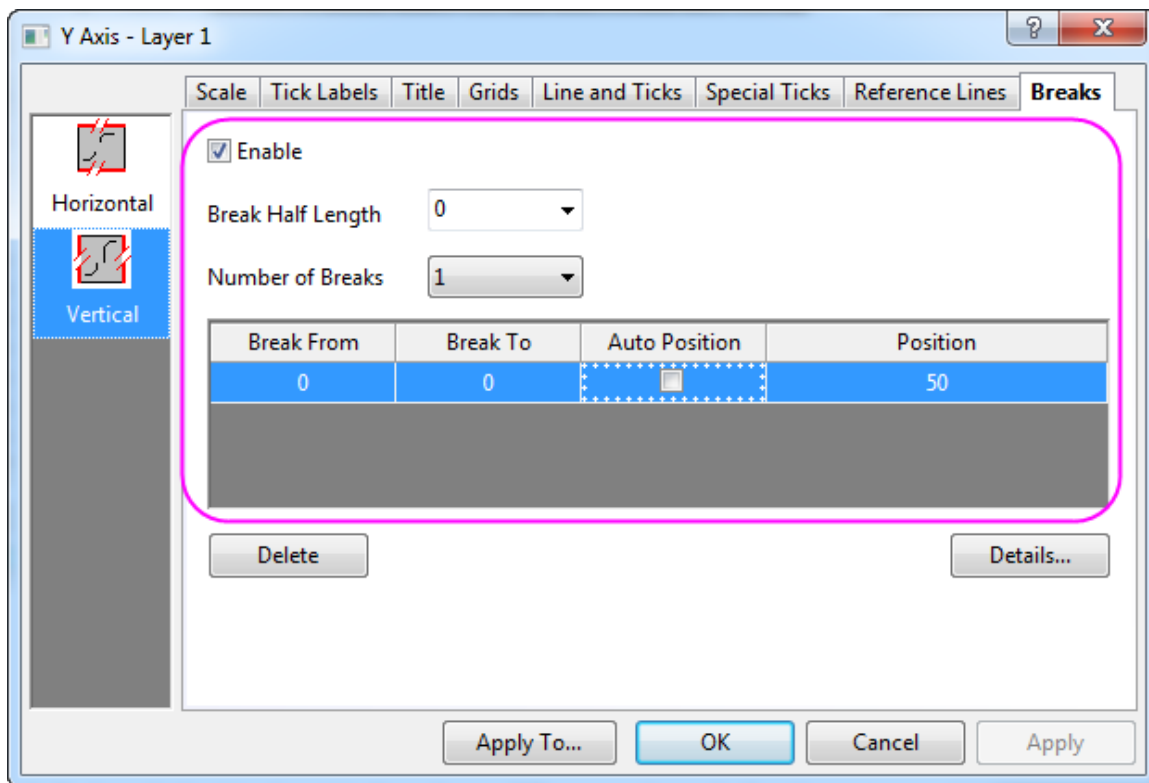 Y Axis - Layer 1
?
X
Scale Tick Labels Title Grids Line and Ticks Special Ticks Reference Lines Breaks
Horizontal
Vertical
Enable
Break Half Length 0
Number of Breaks 1
Break From Break To Auto Position Position
0 0 50
Delete Details...
Apply To... OK Cancel Apply